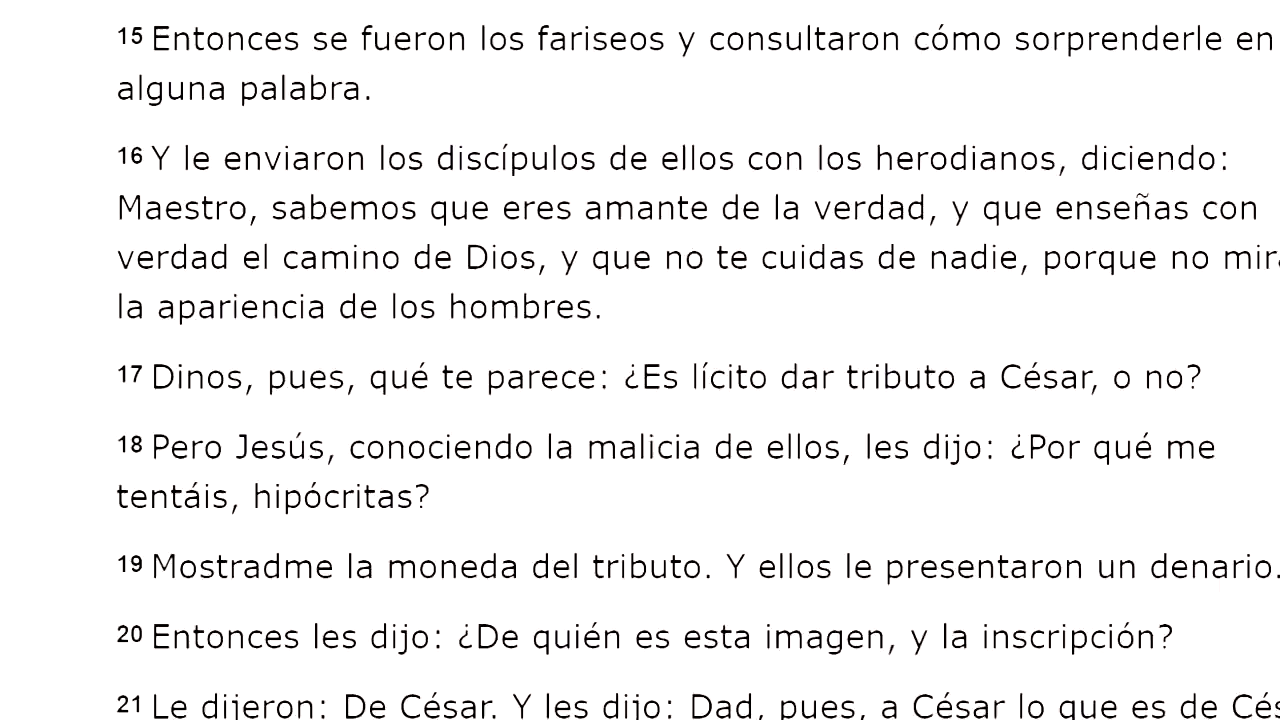 15 Entonces se fueron los fariseos y consultaron cómo sorprenderle en
alguna palabra.
16 Y le enviaron los discípulos de ellos con los herodianos, diciendo:
Maestro, sabemos que eres amante de la verdad, y que enseñas con
verdad el camino de Dios, y que no te cuidas de nadie, porque no
la apariencia de los hombres.
17 Dinos, pues, qué te parece: ¿Es lícito dar tributo a César, o no?
18 Pero Jesús, conociendo la malicia de ellos, les dijo: ¿Por qué me
tentáis, hipócritas?
19 Mostradme la moneda del tributo. Y ellos le presentaron un denario.
20 Entonces les dijo: ¿De quién es esta imagen, y la inscripción?
21 Le dijeron: De César. Y les dijo: Dad, pues, a César lo que es de